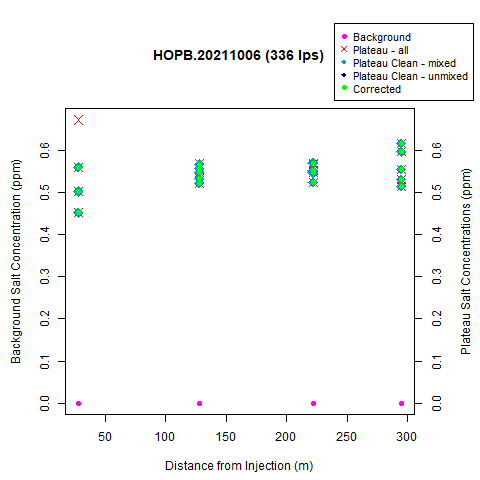 HOPB.20211006 (336 lps)
Background
Plateau - all
Plateau Clean - mixed
Plateau Clean - unmixed
Corrected
Background Salt Concentration (ppm)
0.0 0.1 0.2 0.3 0.4 0.5 0.6
0.0 0.1 0.2 0.3 0.4 0.5 0.6
Plateau Salt Concentrations (ppm)
50 100 150 200 250 300
Distance from Injection (m)